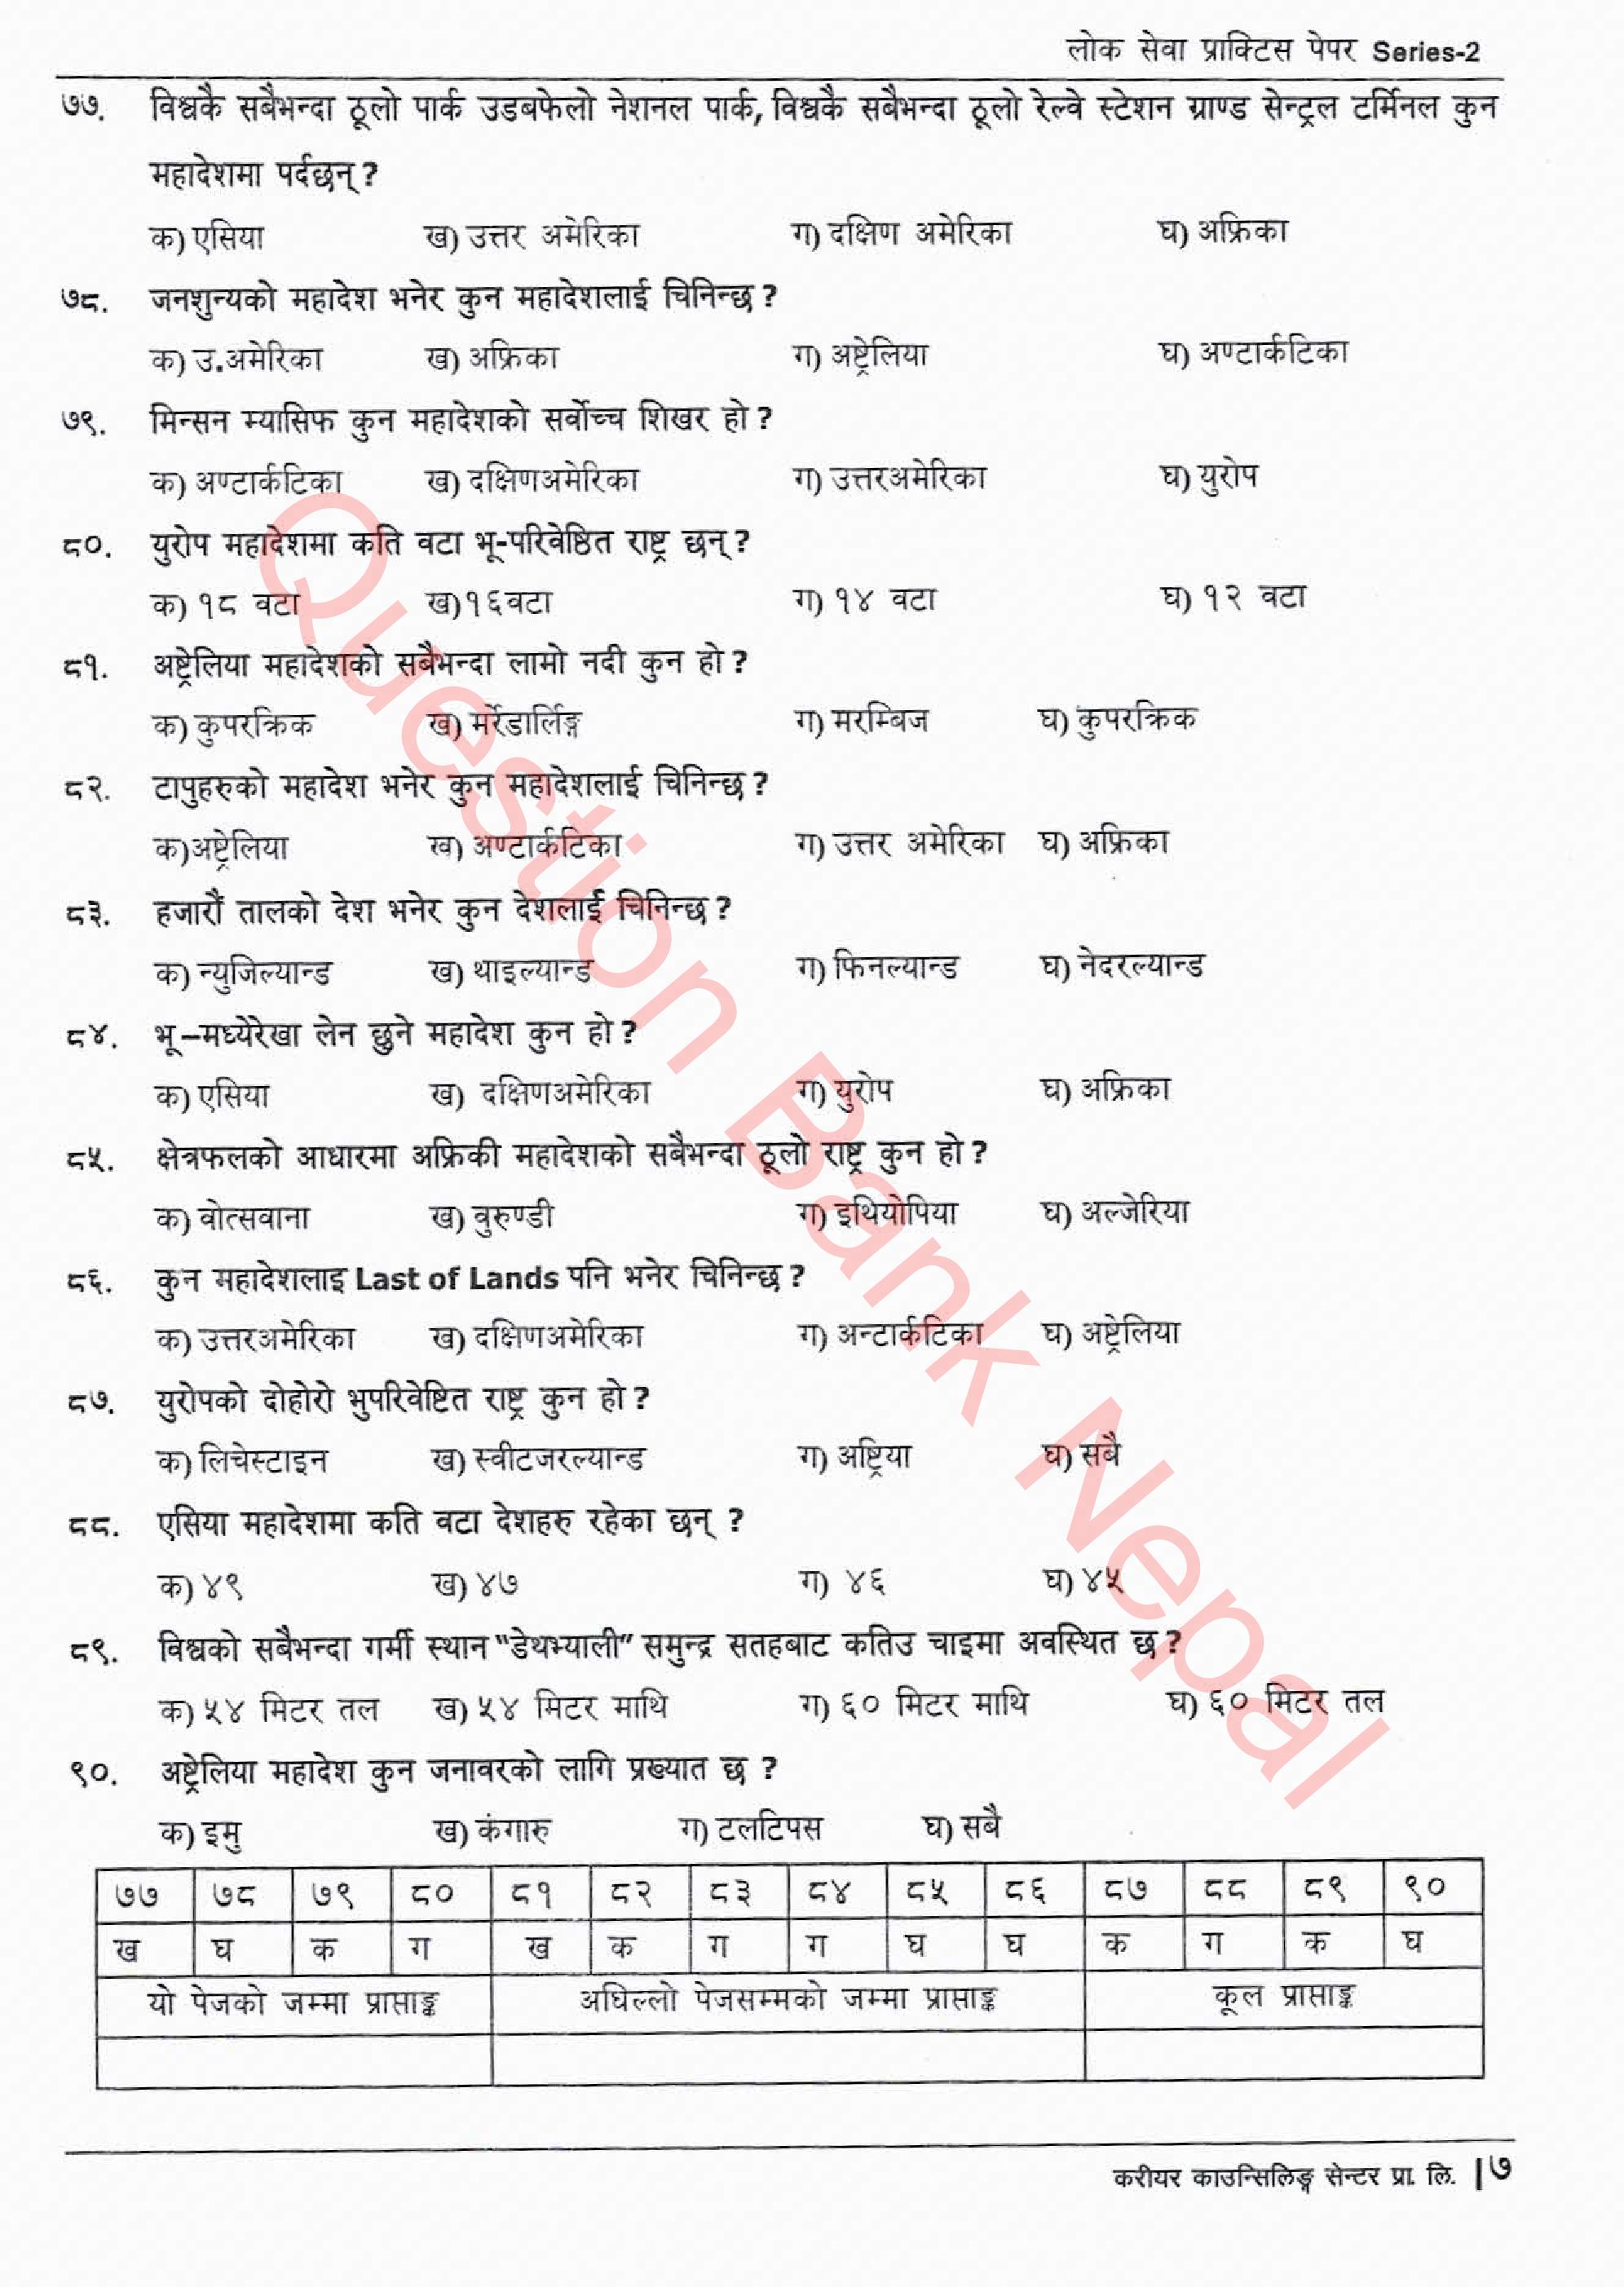 लोक सेवा प्राक्टिस पेपर Series-2
७७. विश्वकै सबैभन्दा ठूलो पार्क उडबफेलो नेशनल पार्क, विश्वकै सबैभन्दा ठूलो रेल्वे स्टेशन ग्राण्ड सेन्ट्रल टर्मिनल कुन
महादेशमा पर्दछन् ?
क) एसिया ख) उत्तर अमेरिका ग) दक्षिण अमेरिका घ) अफ्रिका
७८. जनशुन्यको महादेश भनेर कुन महादेशलाई चिनिन्छ ?
क) उ.अमेरिका ख) अफ्रिका ग) अष्ट्रेलिया घ) अण्टार्कटिका
७९. मिन्सन म्यासिफ कुन महादेशको सर्वोच्च शिखर हो ?
क) अण्टार्कटिका ख) दक्षिणअमेरिका ग) उत्तरअमेरिका घ) युरोप
८०. युरोप महादेशमा कति वटा भू-परिवेष्ठित राष्ट्र छन् ?
क) १८ वटा ख) १६वटा ग) १४ वटा घ) १२ वटा
८१. अष्ट्रेलिया महादेशको सबैभन्दा लामो नदी कुन हो ?
क) कुपरक्रिक ख) मर्रेडार्लिङ्ग ग) मरम्बिज घ) कुपरक्रिक
८२. टापुहरुको महादेश भनेर कुन महादेशलाई चिनिन्छ ?
क)अष्ट्रेलिया ख) अण्टार्कटिका ग) उत्तर अमेरिका घ) अफ्रिका
८३. हजारौं तालको देश भनेर कुन देशलाई चिनिन्छ ?
क) न्युजिल्यान्ड ख) थाइल्यान्ड ग) फिनल्यान्ड घ) नेदरल्यान्ड
८४. भू–मध्येरेखा लेन छुने महादेश कुन हो ?
क) एसिया ख) दक्षिणअमेरिका ग) युरोप घ) अफ्रिका
८५. क्षेत्रफलको आधारमा अफ्रिकी महादेशको सबैभन्दा ठूलो राष्ट्र कुन हो ?
क) वोत्सवाना ख) वुरुण्डी ग) इथियोपिया घ) अल्जेरिया
८६. कुन महादेशलाइ Last of Lands पनि भनेर चिनिन्छ ?
क) उत्तरअमेरिका ख) दक्षिणअमेरिका ग) अन्टार्कटिका घ) अष्ट्रेलिया
८७. युरोपको दोहोरो भुपरिवेष्टित राष्ट्र कुन हो ?
क) लिचेस्टाइन ख) स्वीटजरल्यान्ड ग) अष्ट्रिया घ) सबै
८८. एसिया महादेशमा कति वटा देशहरु रहेका छन् ?
क) ४९ ख) ४७ ग) ४६ घ) ४५
८९. विश्वको सबैभन्दा गर्मी स्थान "डेथभ्याली" समुन्द्र सतहबाट कतिउ चाइमा अवस्थित छ ?
क) ५४ मिटर तल ख) ५४ मिटर माथि ग) ६० मिटर माथि घ) ६० मिटर तल
९०. अष्ट्रेलिया महादेश कुन जनावरको लागि प्रख्यात छ ?
क) इमु ख) कंगारु ग) टलटिपस घ) सबै
७७ ७८ ७९ ८० ८१ ८२ ८३ ८४ ८५ ८६ ८७ ८८ ८९ ९०
ख घ क ग ख क ग ग घ घ क ग क घ
यो पेजको जम्मा प्राप्ताङ्क अघिल्लो पेजसम्मको जम्मा प्राप्ताङ्क कूल प्राप्ताङ्क
करीयर काउन्सिलिङ्ग सेन्टर प्रा. लि. |७
Question Bank Nepal